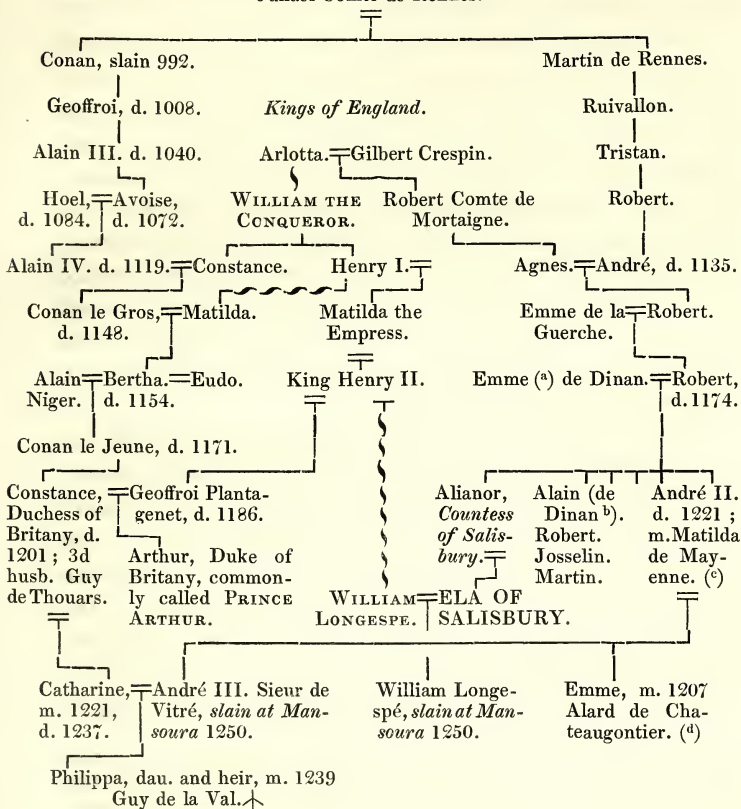 Conan, slain 992. Martin de Rennes.
Geoffroi, d. 1008. Kings of England. Ruivallon.
Alain III. d. 1040. Arlotta. Gilbert Crespin. Tristan.
Hoel, Avoise, WILLIAM THE Robert Comte de Robert.
d. 1084. d. 1072. CONQUEROR. Mortaigne.
Alain IV. d. 1119. Constance. Henry I. Agnes. André, d. 1135.
Conan le Gros, Matilda. Matilda the Emme de la Robert.
d. 1148. Empress. Guerche.
Alain Bertha. Eudo. King Henry II. Emme (a) de Dinan. Robert,
Niger. d. 1154. d.1174.
Conan le Jeune, d. 1171.
Constance, Geoffroi Planta- Alianor, Alain (de André II.
Duchess of genet, d. 1186. Countess Dinan b). d. 1221 ;
Britany, d. of Salis- Robert. m.Matilda
1201 ; 3d Arthur, Duke of bury. Josselin. de May-
husb. Guy Britany, common- Martin. enne. (c)
de Thouars. ly called PRINCE WILLIAM ELA OF
ARTHUR. LONGESPE. SALISBURY.
Catharine, André III. Sieur de William Longe- Emme, m. 1207
m. 1221, Vitré, slain at Man- spé, slain at Man- Alard de Cha-
d. 1237. soura 1250. soura 1250. teaugontier. (d)
Philippa, dau. and heir, m. 1239
Guy de la Val.